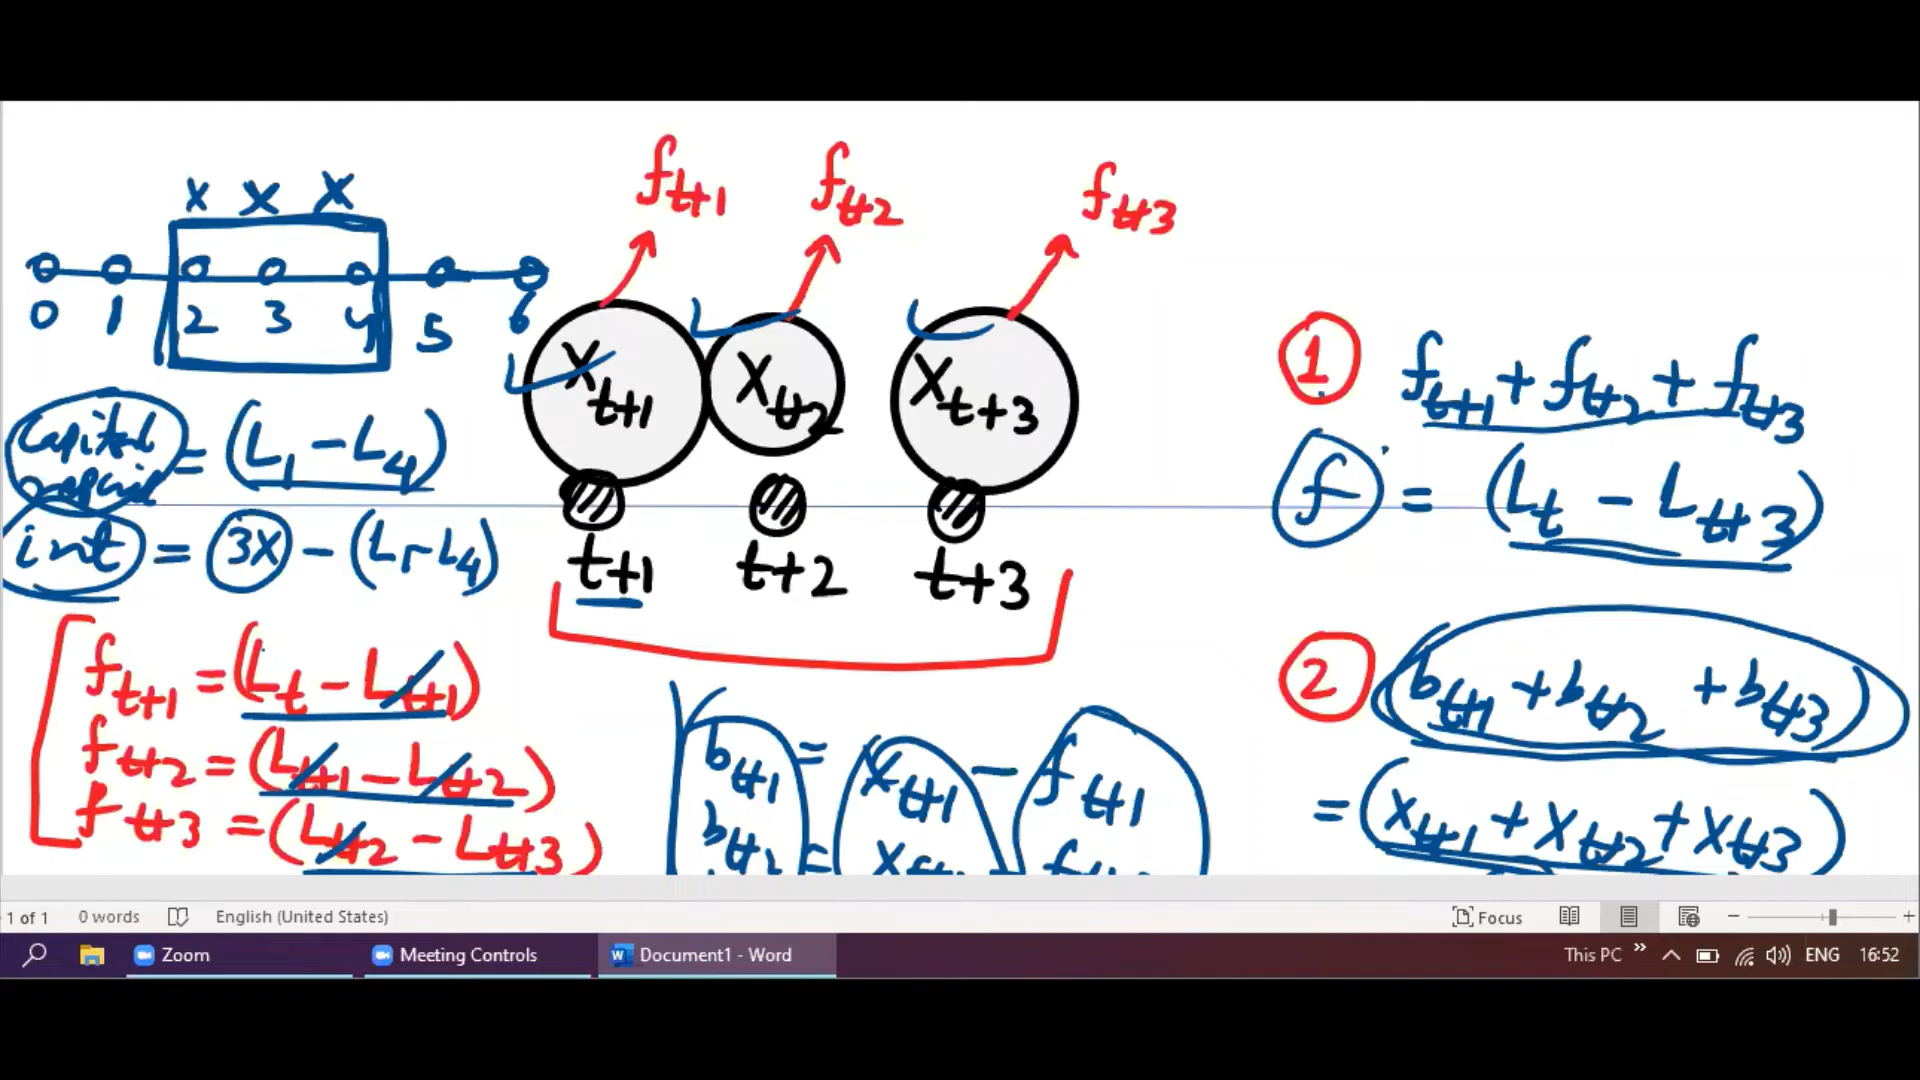 x x x
0 1 2 3 4 5 6
Capital repaid = (L1 - L4)
int = 3X - (L1 - L4)
ft+1 ft+2 ft+3
Xt+1 Xt+2 Xt+3
t+1 t+2 t+3
ft+1 = (Lt - Lt+1)
ft+2 = (Lt+1 - Lt+2)
ft+3 = (Lt+2 - Lt+3)
bt+1 = Xt+1 - ft+1
bt+2 =
1 ft+1 + ft+2 + ft+3
f = (Lt - Lt+3)
2 (bt+1 + bt+2 + bt+3)
= (Xt+1 + Xt+2 + Xt+3)
1 of 1 0 words English (United States) Focus
Zoom Meeting Controls Document1 - Word This PC » ENG 16:52